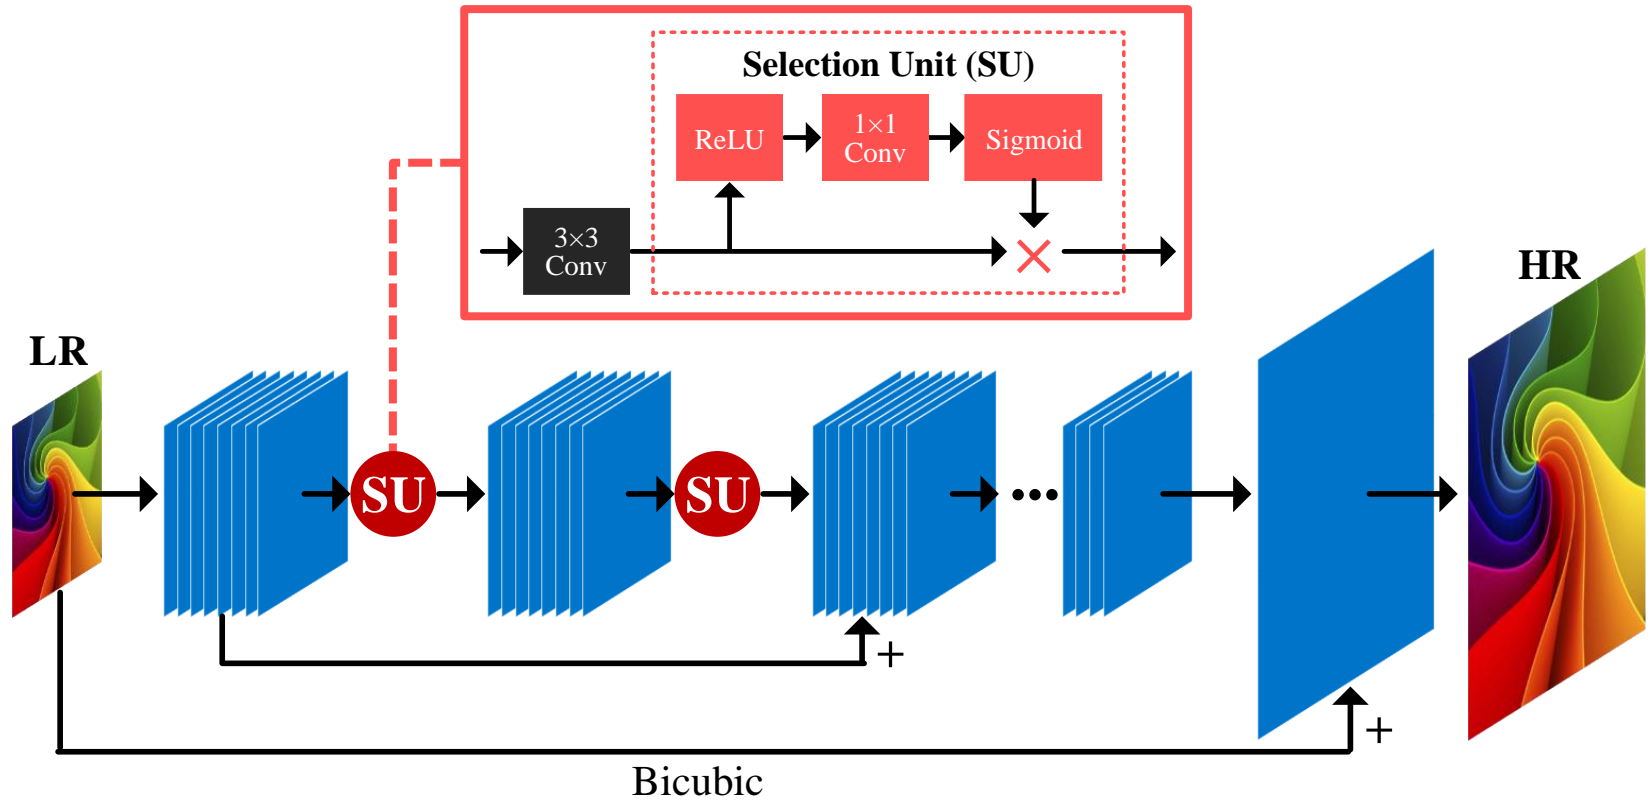 Selection Unit (SU)
ReLU
1×1
Conv
Sigmoid
3×3
Conv
×
LR
HR
SU
SU
•••
+
+
Bicubic